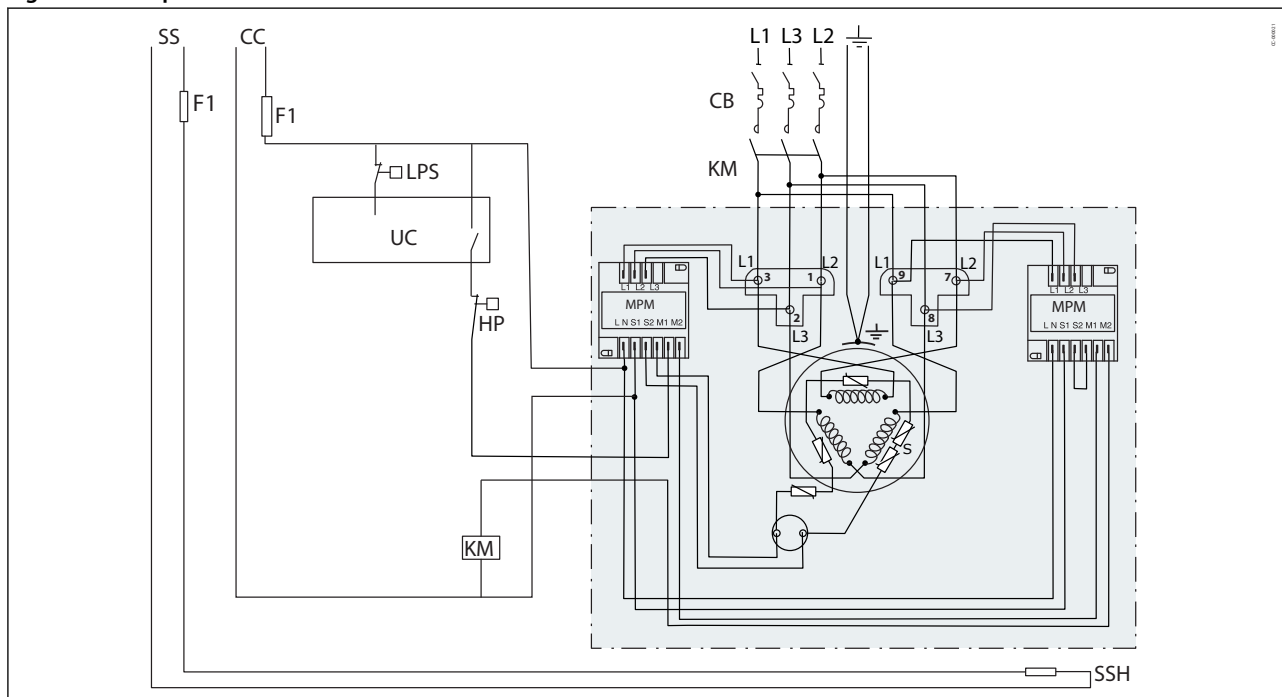 SS
CC
L1 L3 L2
F1
F1
CB
LPS
KM
UC
L1
L2
L1
L2
3
1
9
7
L1 L2 L3
MPM
L N S1 S2 M1 M2
L1 L2 L3
MPM
L N S1 S2 M1 M2
2
8
HP
L3
L3
S
KM
SSH